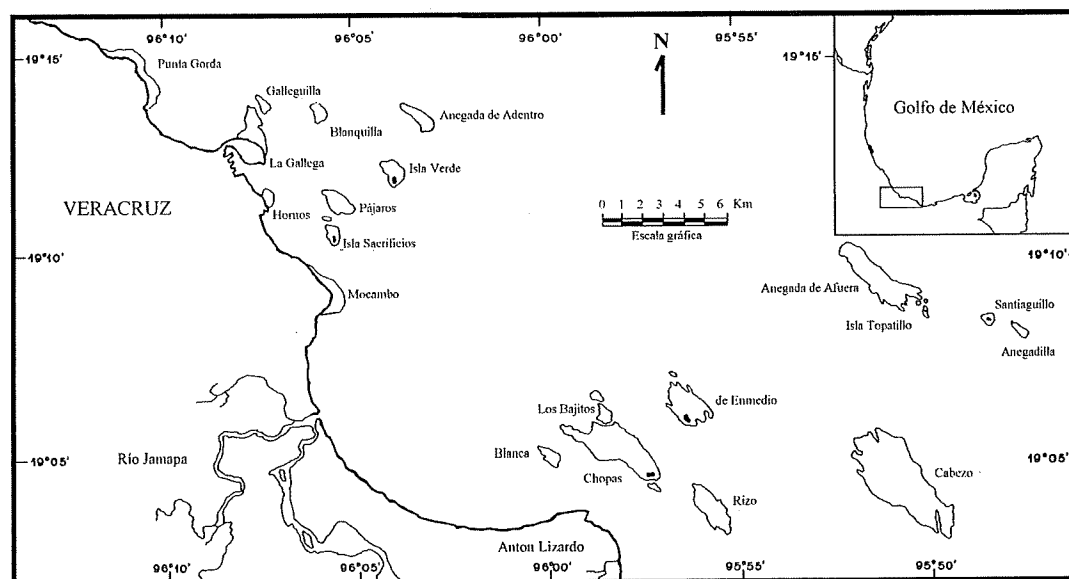 96°10'
96°05'
96°00'
95°55'
19°15'
Punta Gorda
Galleguilla
Blanquilla
Anegada de Adentro
La Gallega
Isla Verde
VERACRUZ
Hornos
Pájaros
Isla Sacrificios
19°10'
Mocambo
N
0 1 2 3 4 5 6 Km
Escala gráfica
19°15'
Golfo de México
19°10'
Anegada de Afuera
Isla Topatillo
Santiaguillo
Anegadilla
Los Bajitos
de Enmedio
Blanca
Chopas
Rizo
Cabezo
19°05'
Río Jamapa
19°05'
Anton Lizardo
96°10'
96°05'
96°00'
95°55'
95°50'